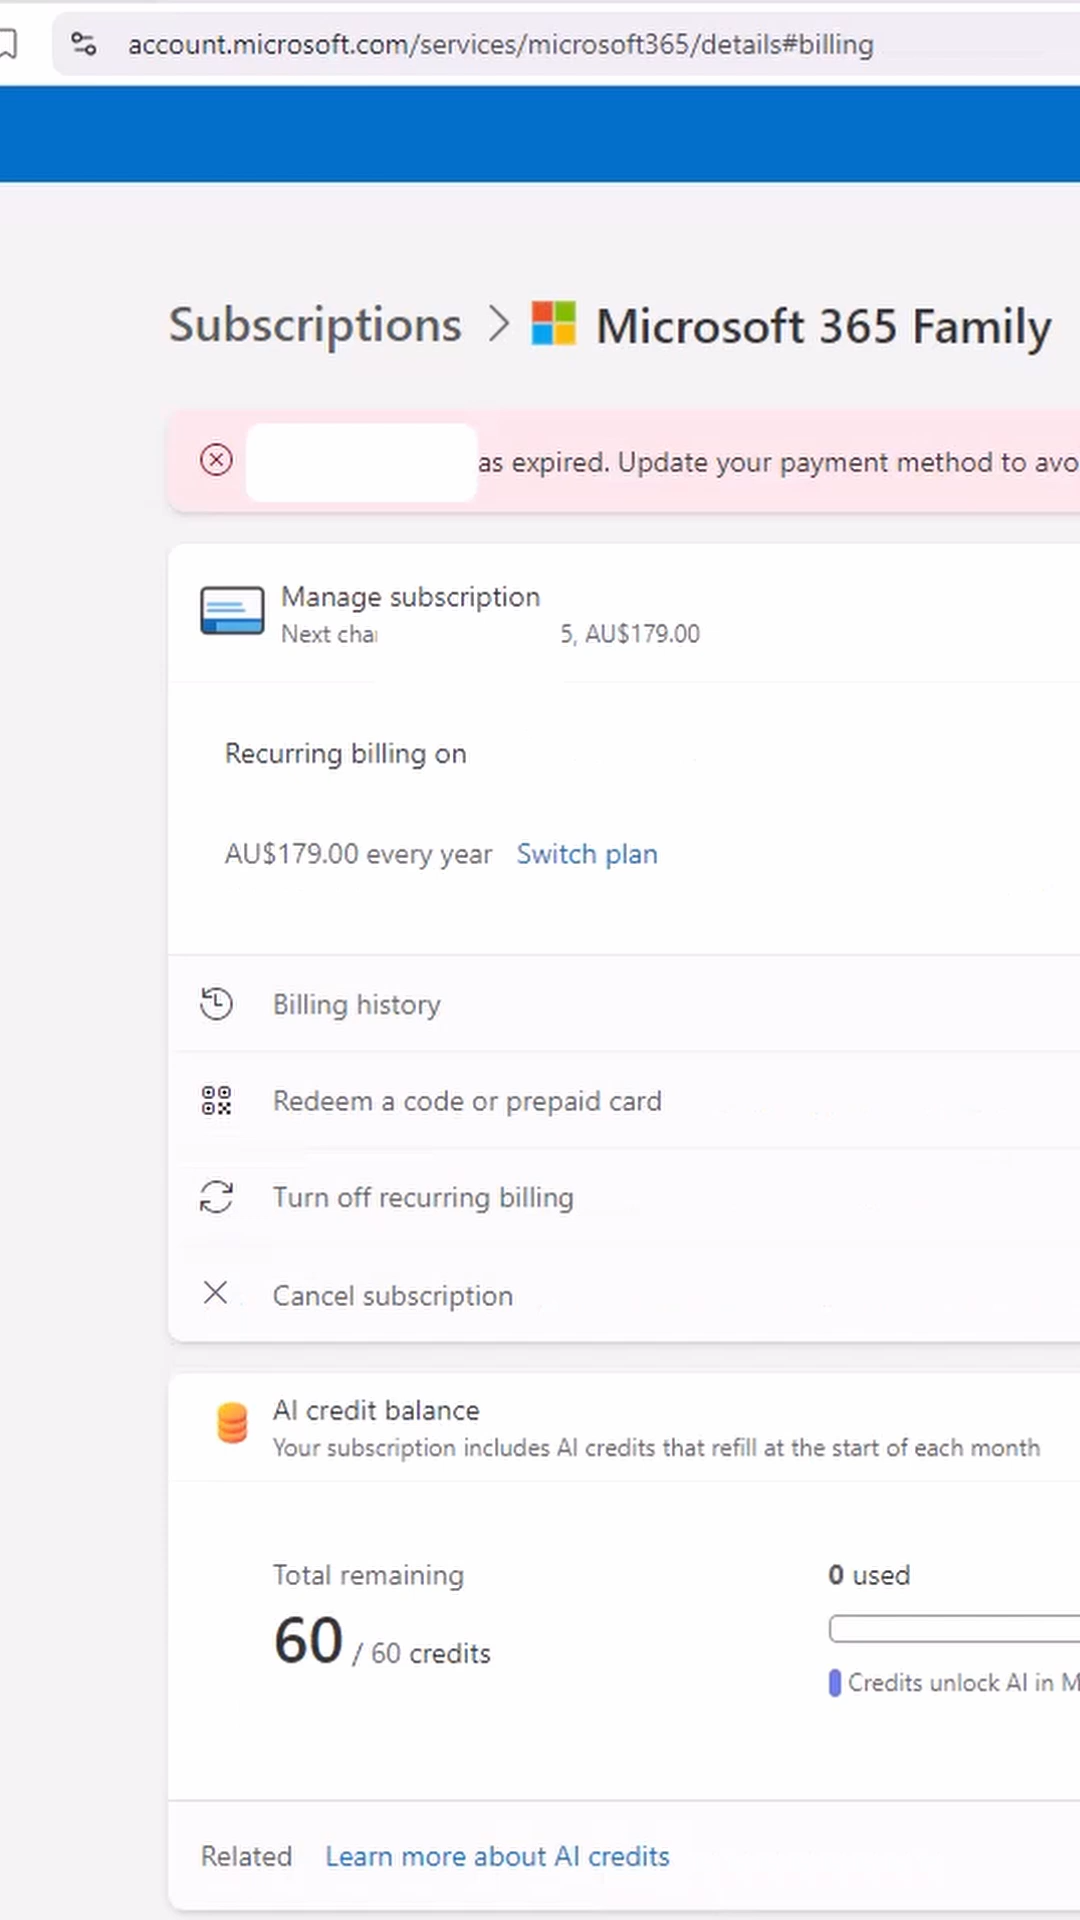 account.microsoft.com/services/microsoft365/details#billing
Subscriptions > Microsoft 365 Family
as expired. Update your payment method to avo
Manage subscription
Next cha 5, AU$179.00
Recurring billing on
AU$179.00 every year Switch plan
Billing history
Redeem a code or prepaid card
Turn off recurring billing
Cancel subscription
AI credit balance
Your subscription includes AI credits that refill at the start of each month
Total remaining
0 used
60 / 60 credits
Credits unlock AI in M
Related Learn more about AI credits